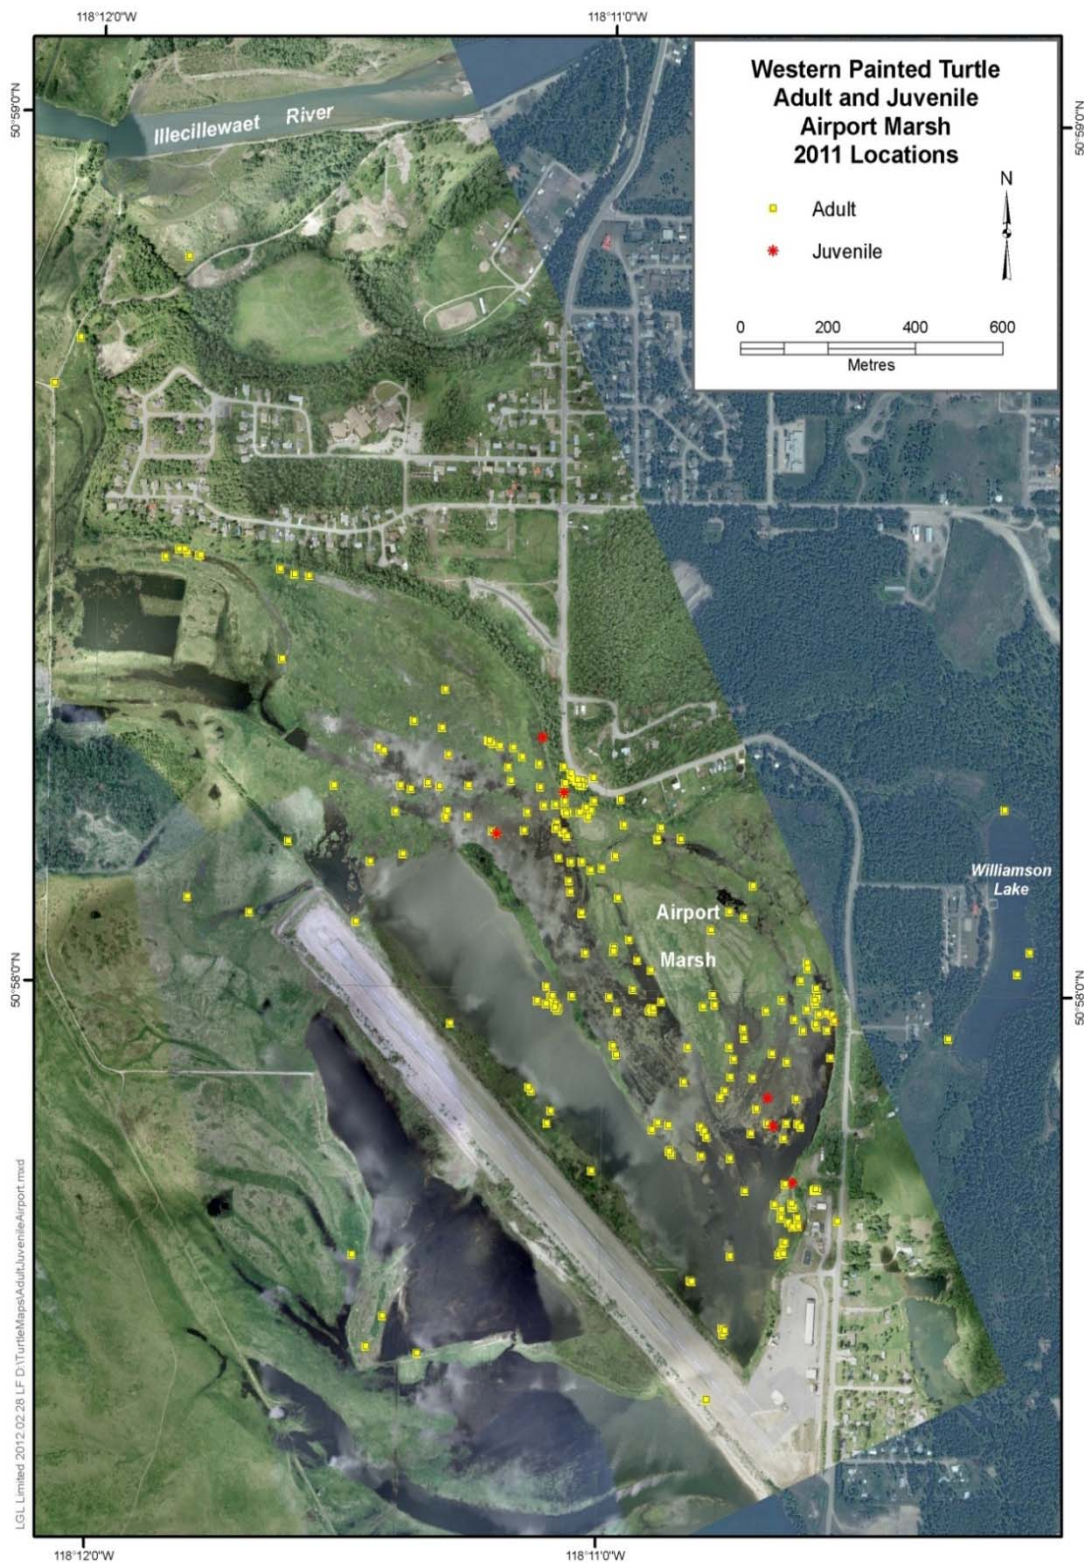 118°12'0"W
118°11'0"W
50°59'0"N
50°59'0"N
Western Painted Turtle
Adult and Juvenile
Airport Marsh
2011 Locations
Illecillewaet River
N
Adult
Juvenile
0 200 400 600
Metres
Williamson
Lake
Airport
Marsh
50°58'0"N
50°58'0"N
LGL Limited 2012.02.28 LF D:\TurtleMaps\AdultJuvenileAirport.mxd
118°12'0"W
118°11'0"W